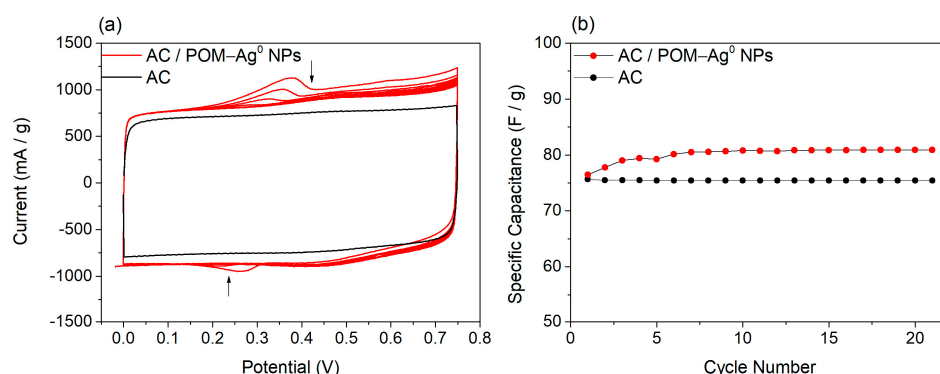 (a)
AC / POM–Ag⁰ NPs
AC
1500
1000
500
0
-500
-1000
-1500
Current (mA / g)
0.0 0.1 0.2 0.3 0.4 0.5 0.6 0.7 0.8
Potential (V)
(b)
AC / POM–Ag⁰ NPs
AC
100
90
80
70
60
50
Specific Capacitance (F / g)
0 5 10 15 20
Cycle Number